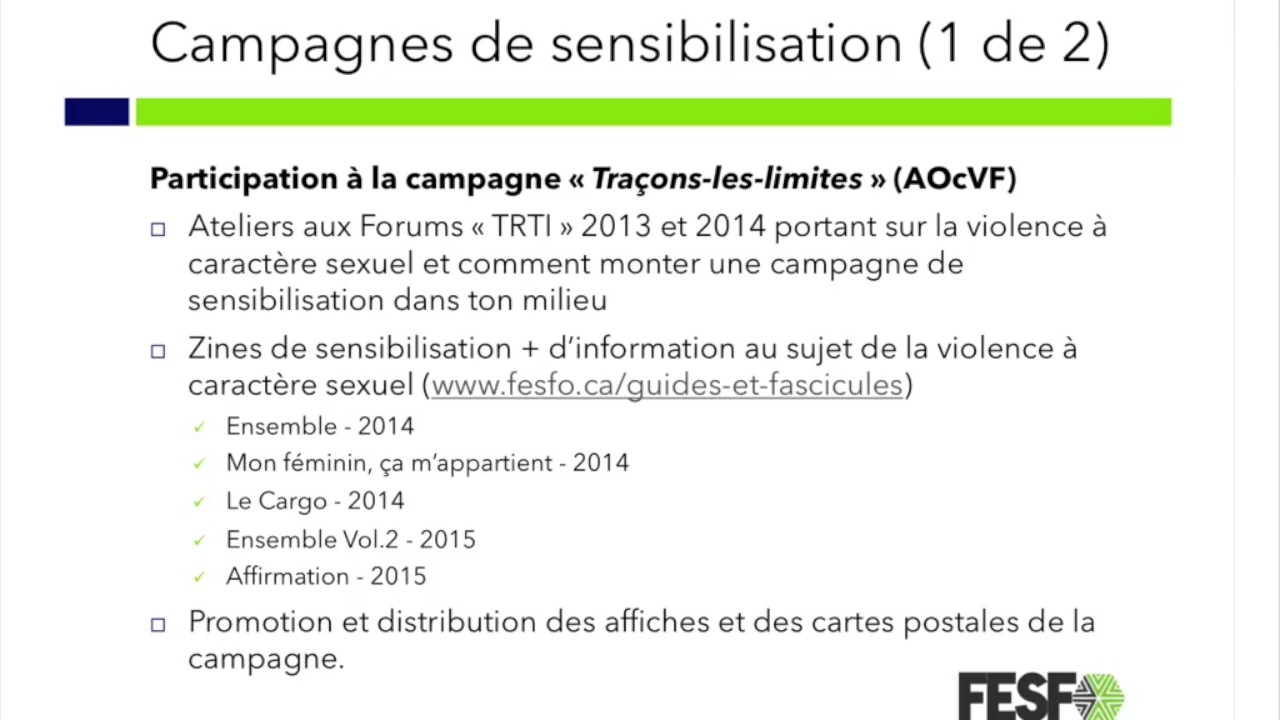 Campagnes de sensibilisation (1 de 2)
Participation à la campagne « Traçons-les-limites » (AOcVF)
Ateliers aux Forums « TRTI » 2013 et 2014 portant sur la violence à
caractère sexuel et comment monter une campagne de
sensibilisation dans ton milieu
Zines de sensibilisation + d’information au sujet de la violence à
caractère sexuel (www.fesfo.ca/guides-et-fascicules)
Ensemble - 2014
Mon féminin, ça m’appartient - 2014
Le Cargo - 2014
Ensemble Vol.2 - 2015
Affirmation - 2015
Promotion et distribution des affiches et des cartes postales de la
campagne.
FESF